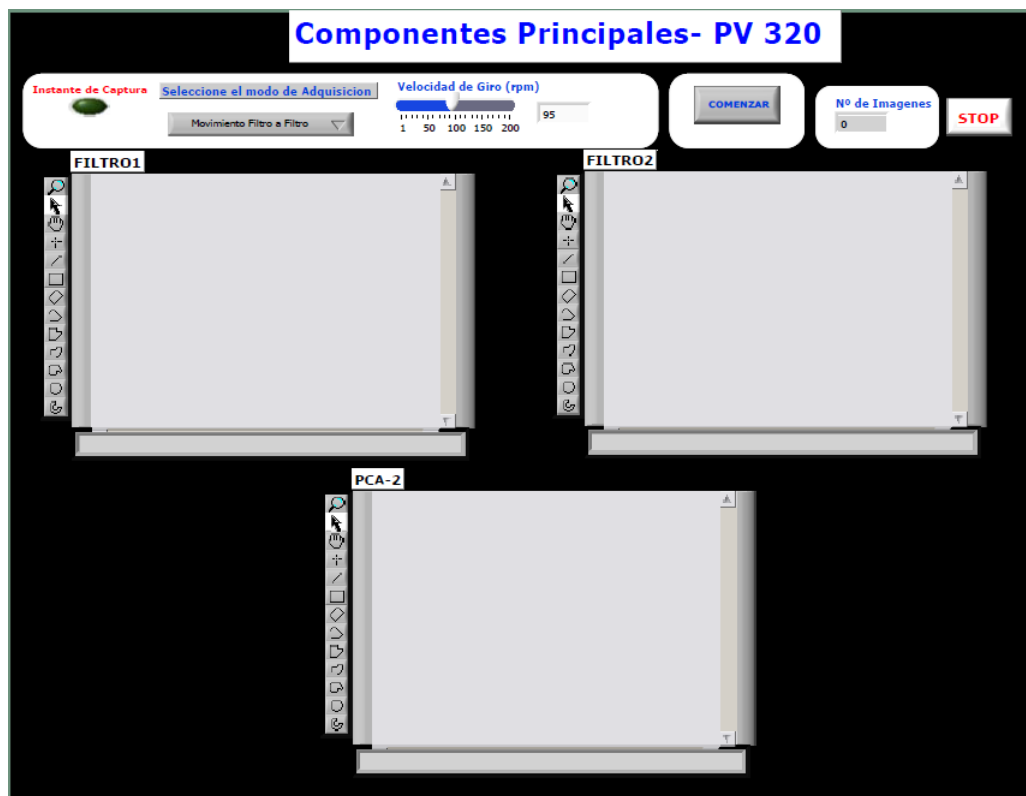 Componentes Principales- PV 320
Instante de Captura
Seleccione el modo de Adquisicion
Movimiento Filtro a Filtro
Velocidad de Giro (rpm)
1 50 100 150 200
95
COMENZAR
Nº de Imagenes
0
STOP
FILTRO1
FILTRO2
PCA-2